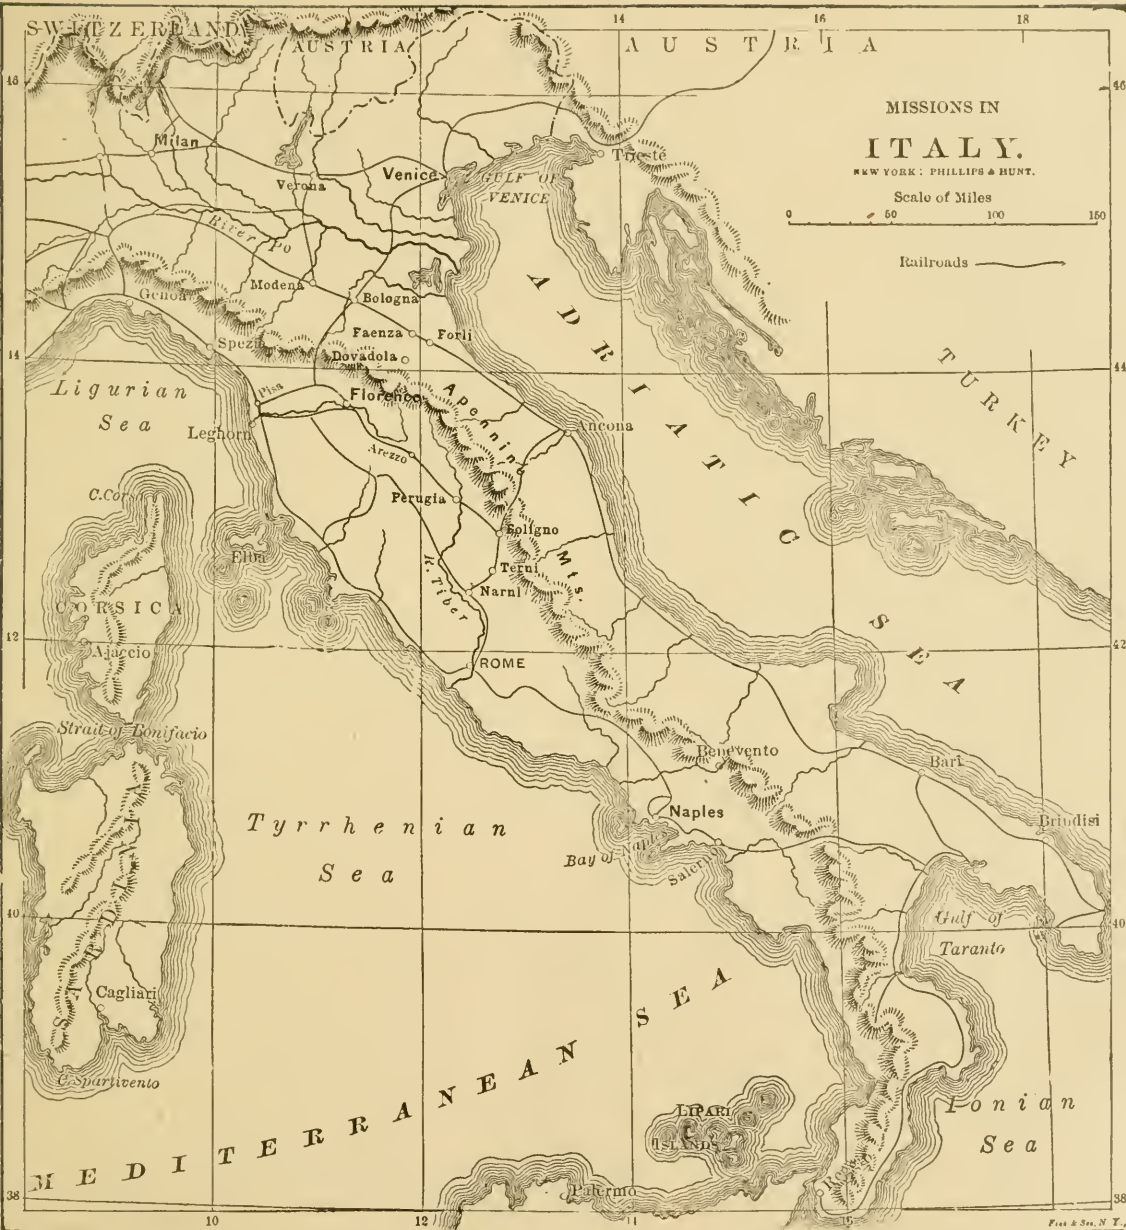 14
16
18
SWITZERLAND
AUSTRIA
AUSTRIA
46
46
MISSIONS IN
ITALY.
NEW YORK: PHILLIPS & HUNT.
Scale of Miles
0 50 100 150
Railroads
Milan
Verona
Venice
GULF OF
VENICE
Trieste
River Po
Modena
Bologna
Genoa
Spezia
Faenza
Forli
Dovadola
44
44
Ligurian
Sea
Pisa
Florence
Leghorn
Arezzo
Apennine
Mts.
Ancona
ADRIATIC SEA
TURKEY
C. Corso
Perugia
Foligno
Terni
Narni
R. Tiber
Elba
CORSICA
Ajaccio
12
42
ROME
Strait of Bonifacio
Benevento
Bari
Naples
Brindisi
Bay of Naples
Salerno
Tyrrhenian
Sea
SARDINIA
40
40
Gulf of
Taranto
Cagliari
C. Spartivento
MEDITERRANEAN SEA
LIPARI
ISLANDS
Ionian
Sea
Palermo
38
38
10
12
14
16
Fisk & See, N.Y.